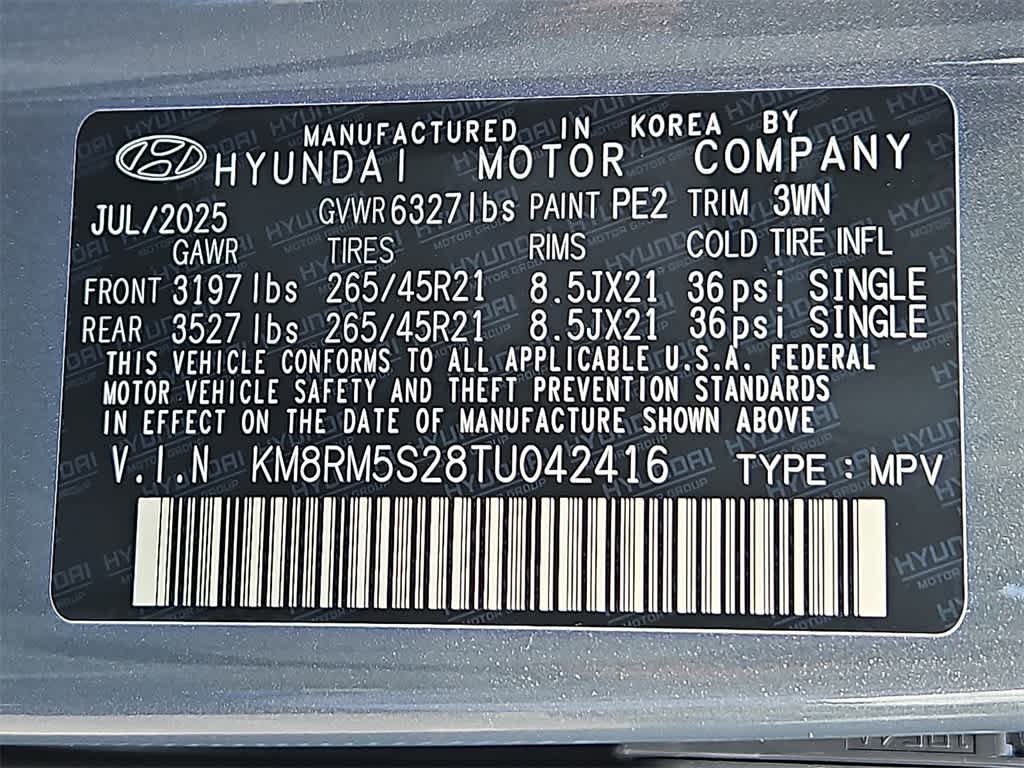 MANUFACTURED IN KOREA BY
HYUNDAI MOTOR COMPANY
JUL/2025 GVWR 6327lbs PAINT PE2 TRIM 3WN
GAWR TIRES RIMS COLD TIRE INFL
FRONT 3197lbs 265/45R21 8.5JX21 36psi SINGLE
REAR 3527lbs 265/45R21 8.5JX21 36psi SINGLE
THIS VEHICLE CONFORMS TO ALL APPLICABLE U.S.A. FEDERAL
MOTOR VEHICLE SAFETY AND THEFT PREVENTION STANDARDS
IN EFFECT ON THE DATE OF MANUFACTURE SHOWN ABOVE
V.I.N KM8RM5S28TU042416 TYPE : MPV